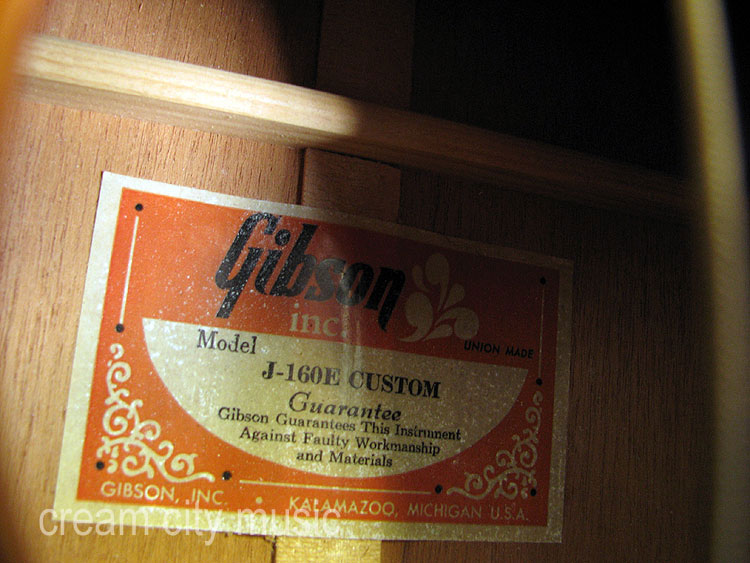 Gibson
inc.
UNION MADE
Model
J-160E CUSTOM
Guarantee
Gibson Guarantees This Instrument
Against Faulty Workmanship
and Materials
GIBSON, INC. • KALAMAZOO, MICHIGAN U.S.A.
cream city music